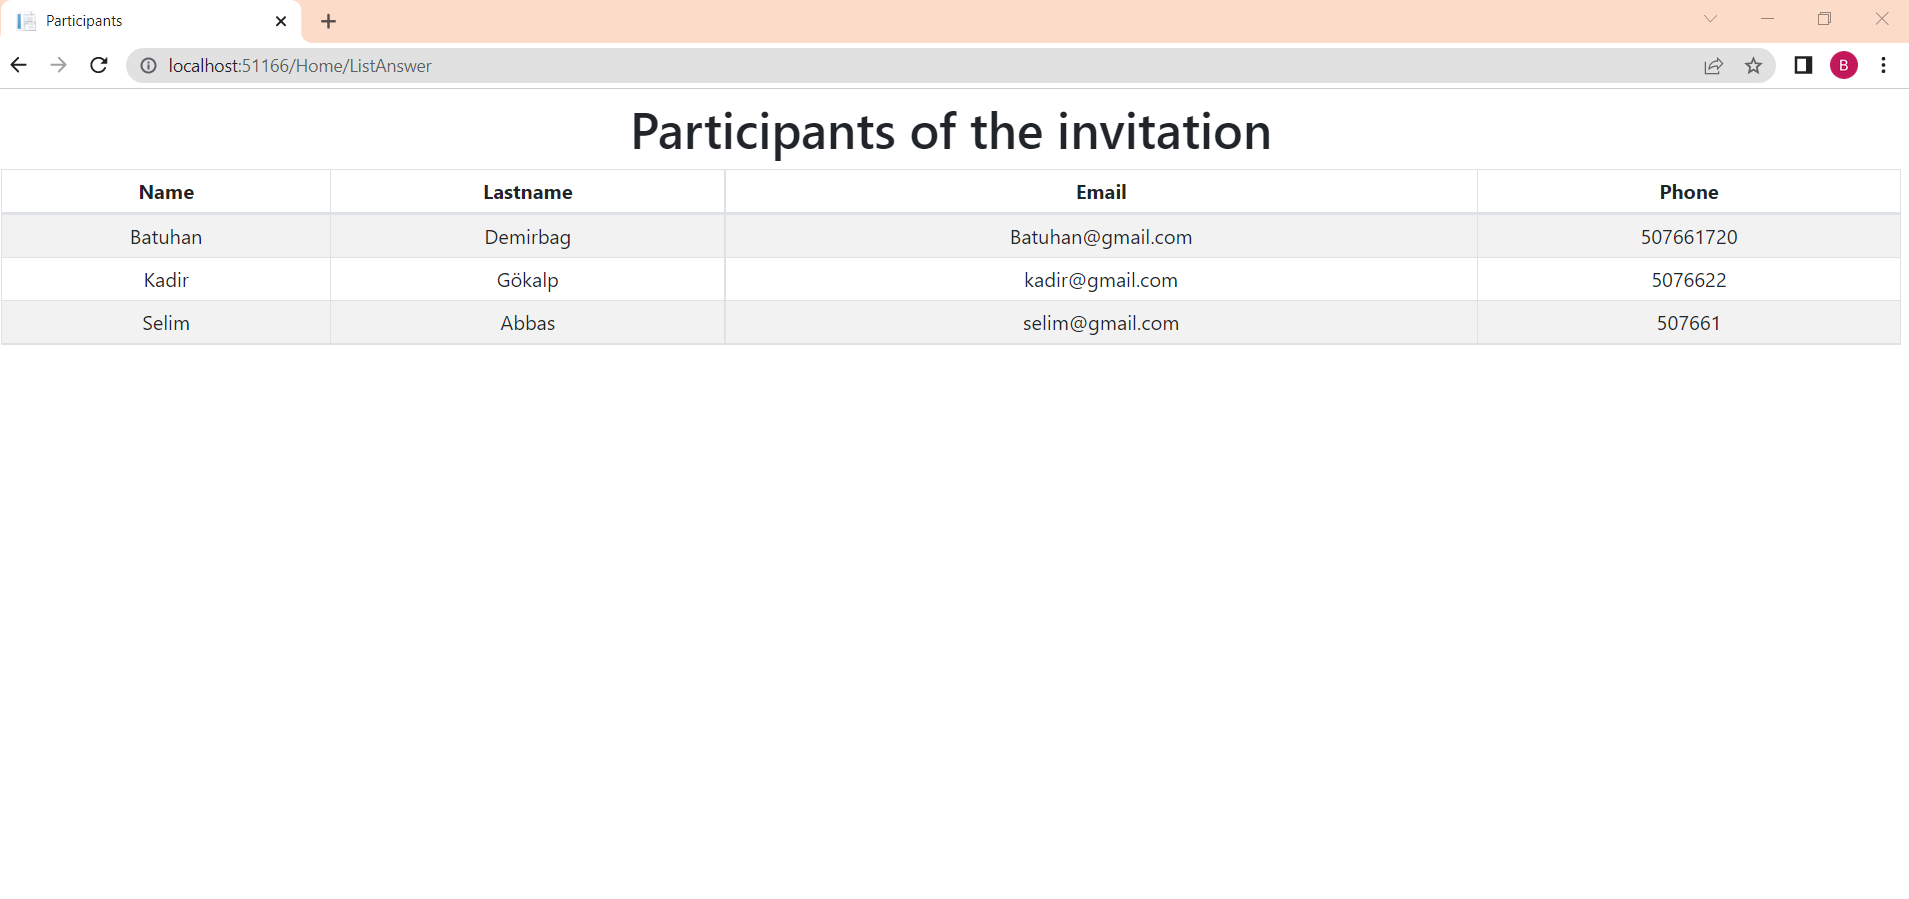 Participants
localhost:51166/Home/ListAnswer
B
Participants of the invitation
Name Lastname Email Phone
Batuhan Demirbag Batuhan@gmail.com 507661720
Kadir Gökalp kadir@gmail.com 5076622
Selim Abbas selim@gmail.com 507661